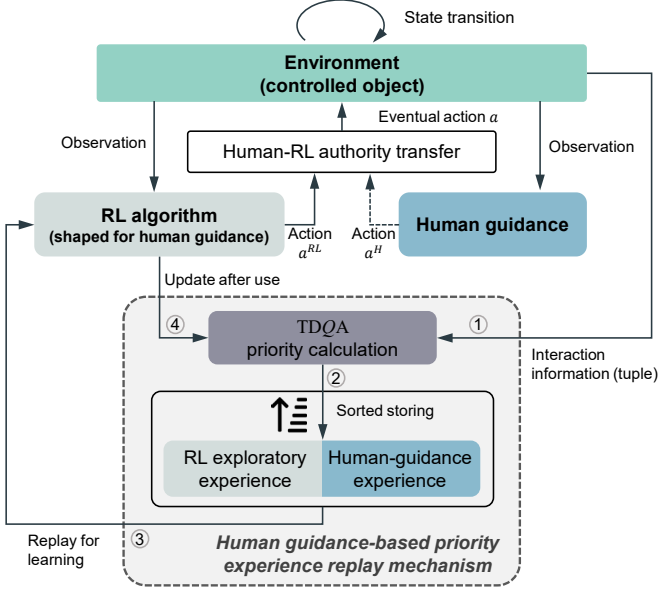 State transition
Environment
(controlled object)
Eventual action a
Observation
Observation
Human-RL authority transfer
RL algorithm
(shaped for human guidance)
Action
a^{RL}
Action
a^{H}
Human guidance
Update after use
④
①
TDQA
priority calculation
Interaction
information (tuple)
②
Sorted storing
RL exploratory
experience
Human-guidance
experience
Replay for
learning
③
Human guidance-based priority
experience replay mechanism